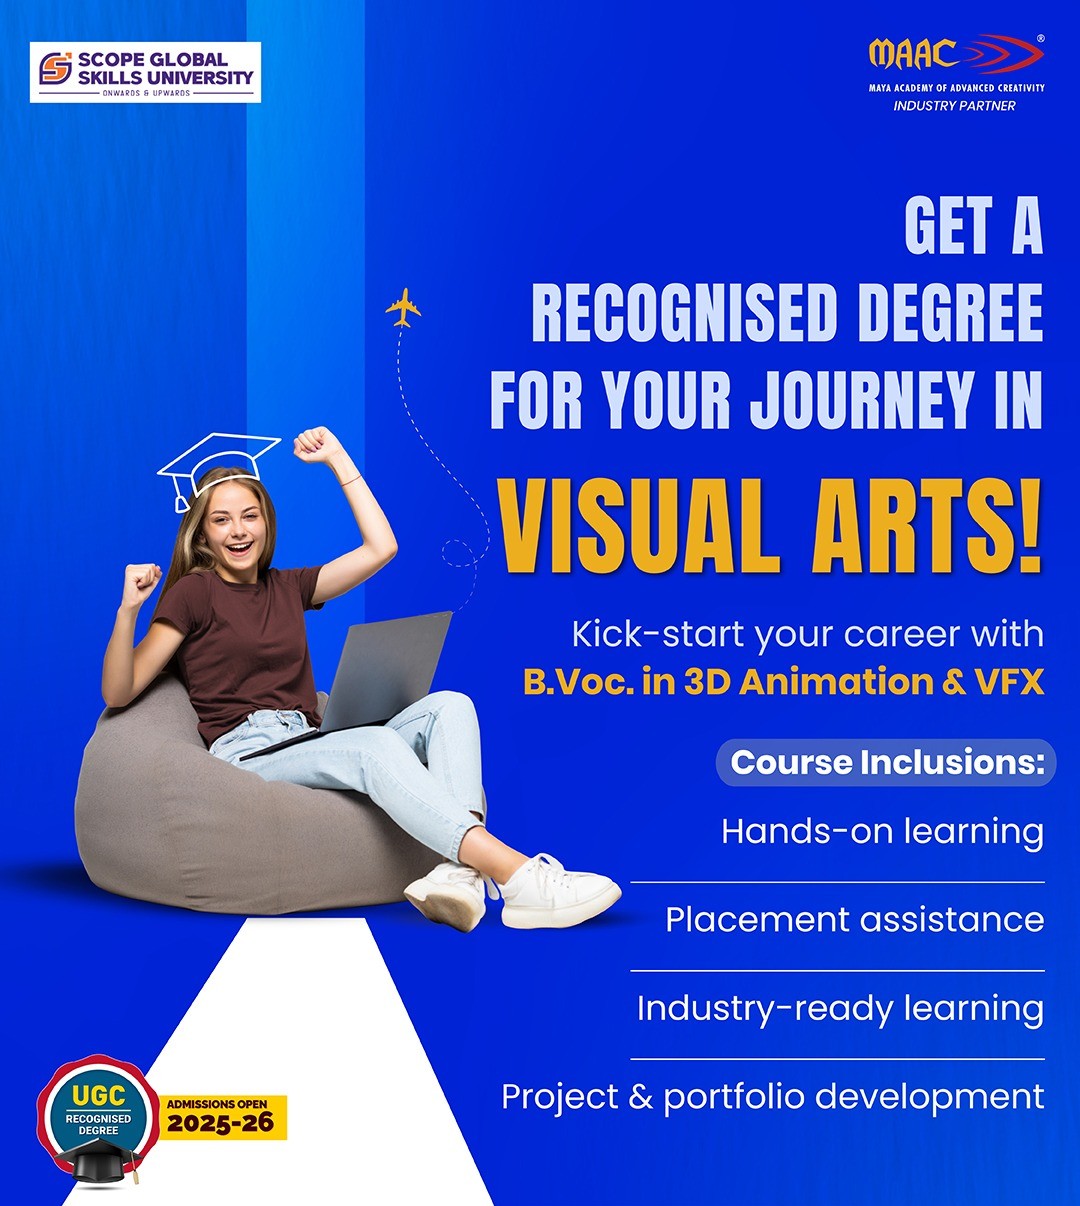 SCOPE GLOBAL
SKILLS UNIVERSITY
ONWARDS & UPWARDS
MAAC®
MAYA ACADEMY OF ADVANCED CREATIVITY
INDUSTRY PARTNER
GET A
RECOGNISED DEGREE
FOR YOUR JOURNEY IN
VISUAL ARTS!
Kick-start your career with
B.Voc. in 3D Animation & VFX
Course Inclusions:
Hands-on learning
Placement assistance
Industry-ready learning
Project & portfolio development
UGC
RECOGNISED
DEGREE
ADMISSIONS OPEN
2025-26